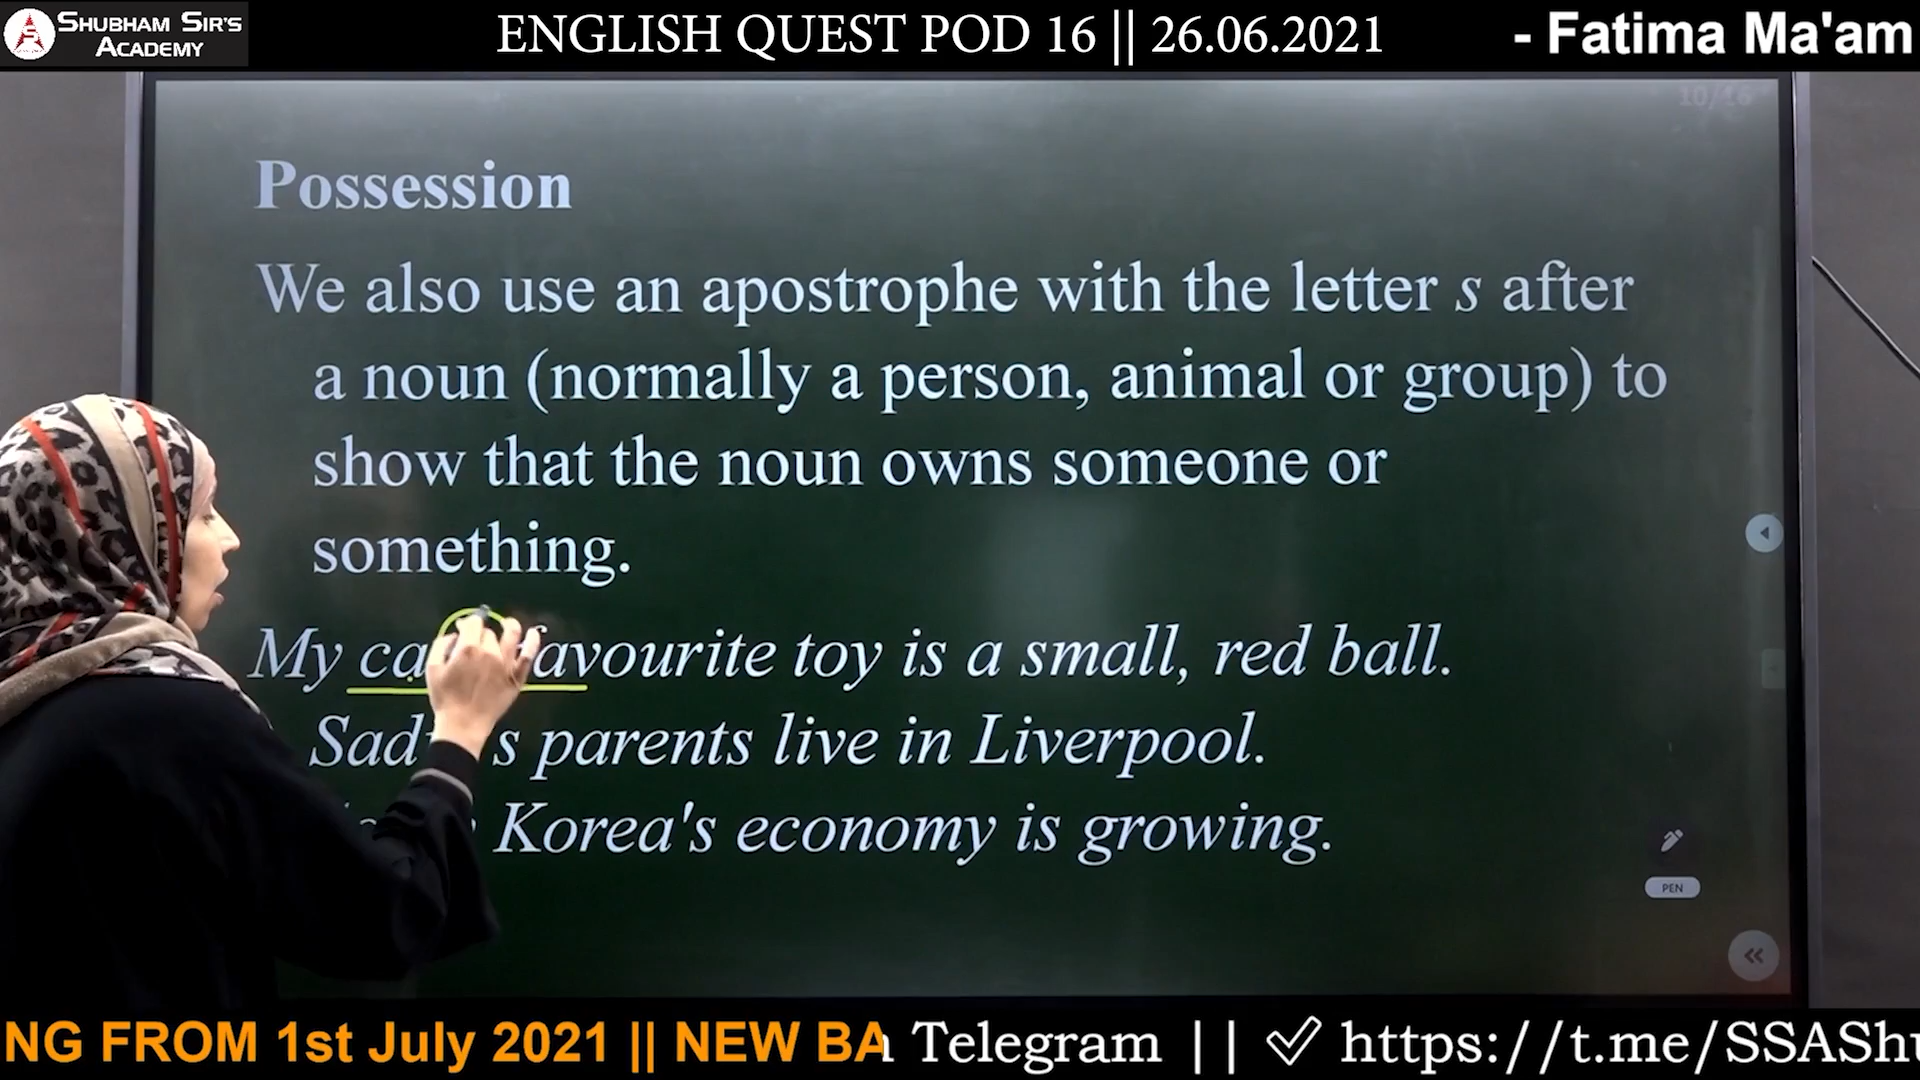 SHUBHAM SIR'S
ACADEMY
ENGLISH QUEST POD 16 || 26.06.2021
- Fatima Ma'am
10/16
Possession
We also use an apostrophe with the letter s after
a noun (normally a person, animal or group) to
show that the noun owns someone or
something.
My favourite toy is a small, red ball.
parents live in Liverpool.
Korea's economy is growing.
PEN
NG FROM 1st July 2021 || NEW BA
Telegram || ✓ https://t.me/SSAShu